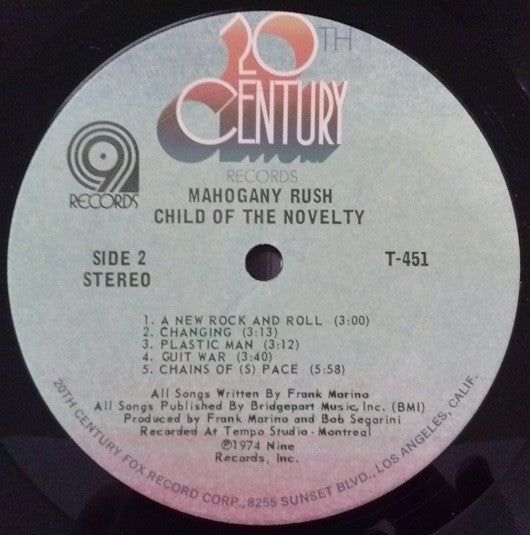 20TH
CENTURY
RECORDS
9
RECORDS
MAHOGANY RUSH
CHILD OF THE NOVELTY
SIDE 2
STEREO
T-451
1. A NEW ROCK AND ROLL (3:00)
2. CHANGING (3:13)
3. PLASTIC MAN (3:12)
4. GUIT WAR (3:40)
5. CHAINS OF (S) PACE (5:58)
All Songs Written By Frank Marino
All Songs Published By Bridgeport Music, Inc. (BMI)
Produced by Frank Marino and Bob Segarini
Recorded At Tempo Studio - Montreal
℗1974 Nine
Records, Inc.
20TH CENTURY FOX RECORD CORP., 8255 SUNSET BLVD., LOS ANGELES, CALIF.